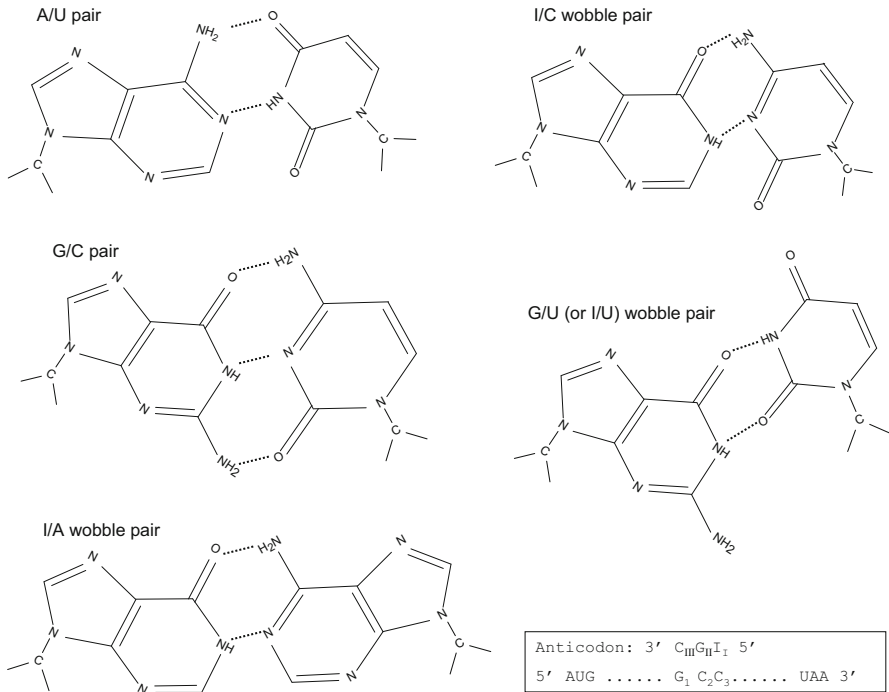 A/U pair
NH2
O
N
N
HN
N
N
N
O
C
C
I/C wobble pair
O
H2N
N
N
N
NH
N
N
C
O
C
G/C pair
O
H2N
N
N
NH
N
N
N
C
NH2
O
C
G/U (or I/U) wobble pair
O
N
O
HN
N
N
O
C
N
NH
C
NH2
I/A wobble pair
O
H2N
N
N
N
NH
N
N
C
N
N
C
Anticodon: 3' CIIIGIIII 5'
5' AUG ...... G1 C2C3...... UAA 3'